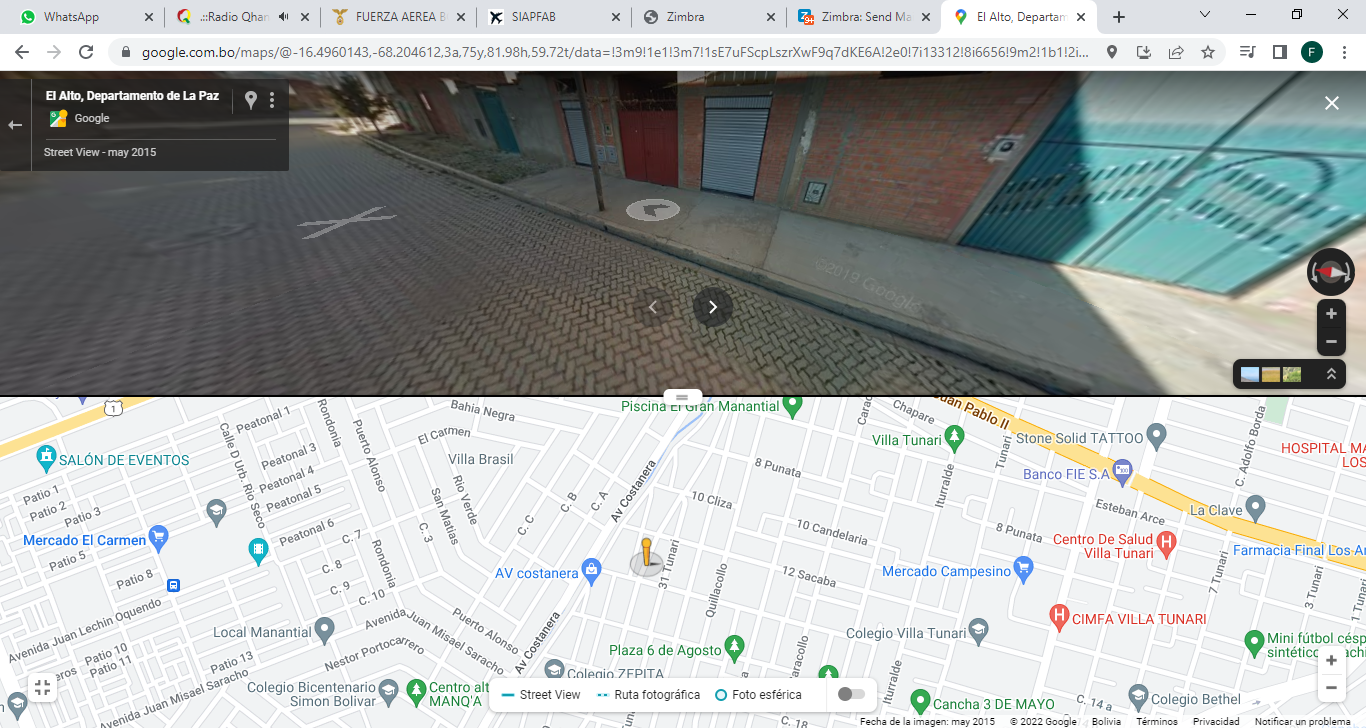 WhatsApp
.::Radio Qhan
FUERZA AEREA B
SIAPFAB
Zimbra
Zimbra: Send Ma
El Alto, Departam
google.com.bo/maps/@-16.4960143,-68.204612,3a,75y,81.98h,59.72t/data=!3m9!1e1!3m7!1sE7uFScpLszrXwF9q7dKE6A!2e0!7i13312!8i6656!9m2!1b1!2i...
F
El Alto, Departamento de La Paz
Google
Street View - may 2015
©2019 Google
1
Bahia Negra
Piscina El Gran Manantial
Carac
Chapare
Juan Pablo II
Calle D
Urb. Rio Seco
Peatonal 1
Rondonia
Puerto Alonso
El Carmen
Villa Brasil
Villa Tunari
Stone Solid TATTOO
C. Adolfo Borda
HOSPITAL MA
LOS
SALÓN DE EVENTOS
Peatonal 3
Peatonal 4
Peatonal 5
Peatonal 6
Patio 1
Patio 2
Patio 3
Rio Verde
San Matias
C. 3
C. C
C. B
C. A
Av Costanera
8 Punata
10 Cliza
Iturralde
Tunari
Banco FIE S.A
Esteban Arce
La Clave
Mercado El Carmen
Patio 5
Patio 8
C. 7
C. 8
C. 9
C. 10
Rondonia
10 Candelaria
8 Punata
Centro De Salud
Villa Tunari
Farmacia Final Los An
AV costanera
31 Tunari
Quillacollo
12 Sacaba
Mercado Campesino
7 Tunari
3 Tunari
1 Tunari
Avenida Juan Lechin Oquendo
Local Manantial
Avenida Juan Misael Saracho
Puerto Alonso
Av Costanera
CIMFA VILLA TUNARI
Colegio Villa Tunari
Mini fútbol césp
sintético
Patio 10
Patio 11
Patio 13
Nestor Portocarrero
Plaza 6 de Agosto
Colegio ZEPITA
Iturralde
Avenida Juan Misael Saracho
Colegio Bicentenario
Simon Bolivar
Centro alt
MANQ'A
Street View
Ruta fotográfica
Foto esférica
Cancha 3 DE MAYO
C. 14 a
Colegio Bethel
C. 18
Fecha de la imagen: may 2015
© 2022 Google
Bolivia
Términos
Privacidad
Notificar un problema